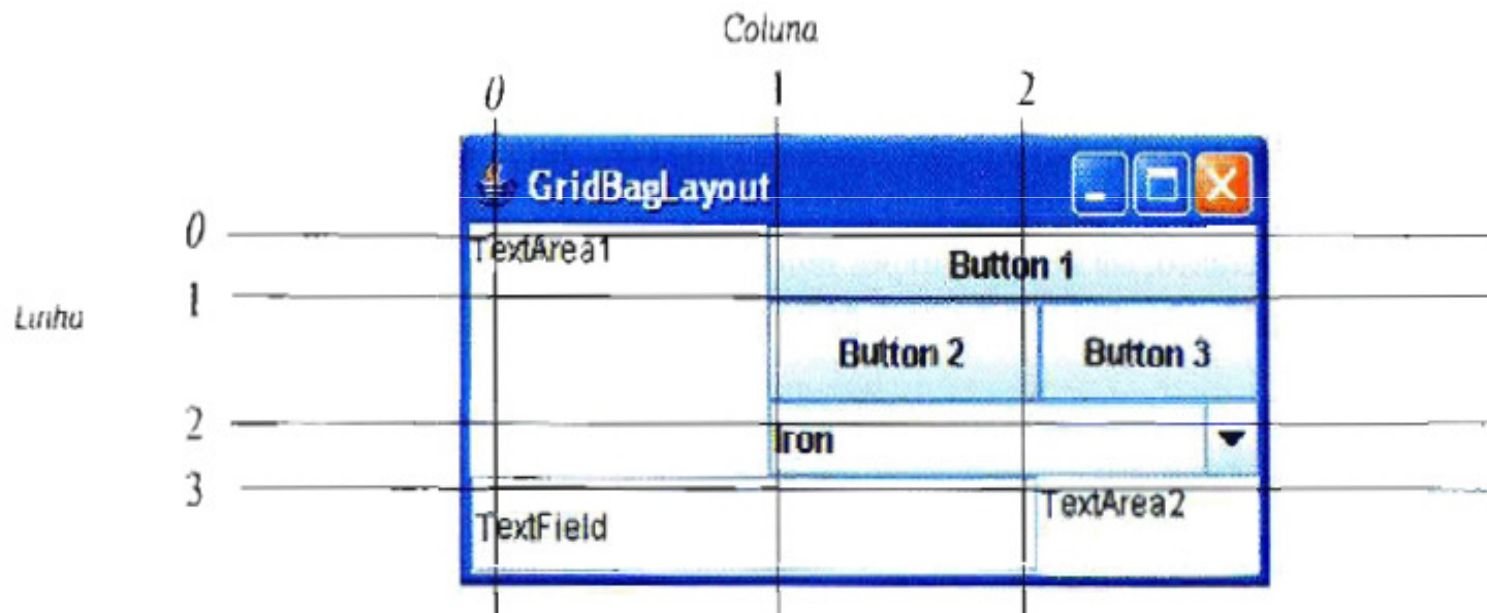 Coluna
0 1 2
GridBagLayout
0
TextArea1
Button 1
1
Linha
Button 2
Button 3
2
Iron
3
TextArea2
TextField